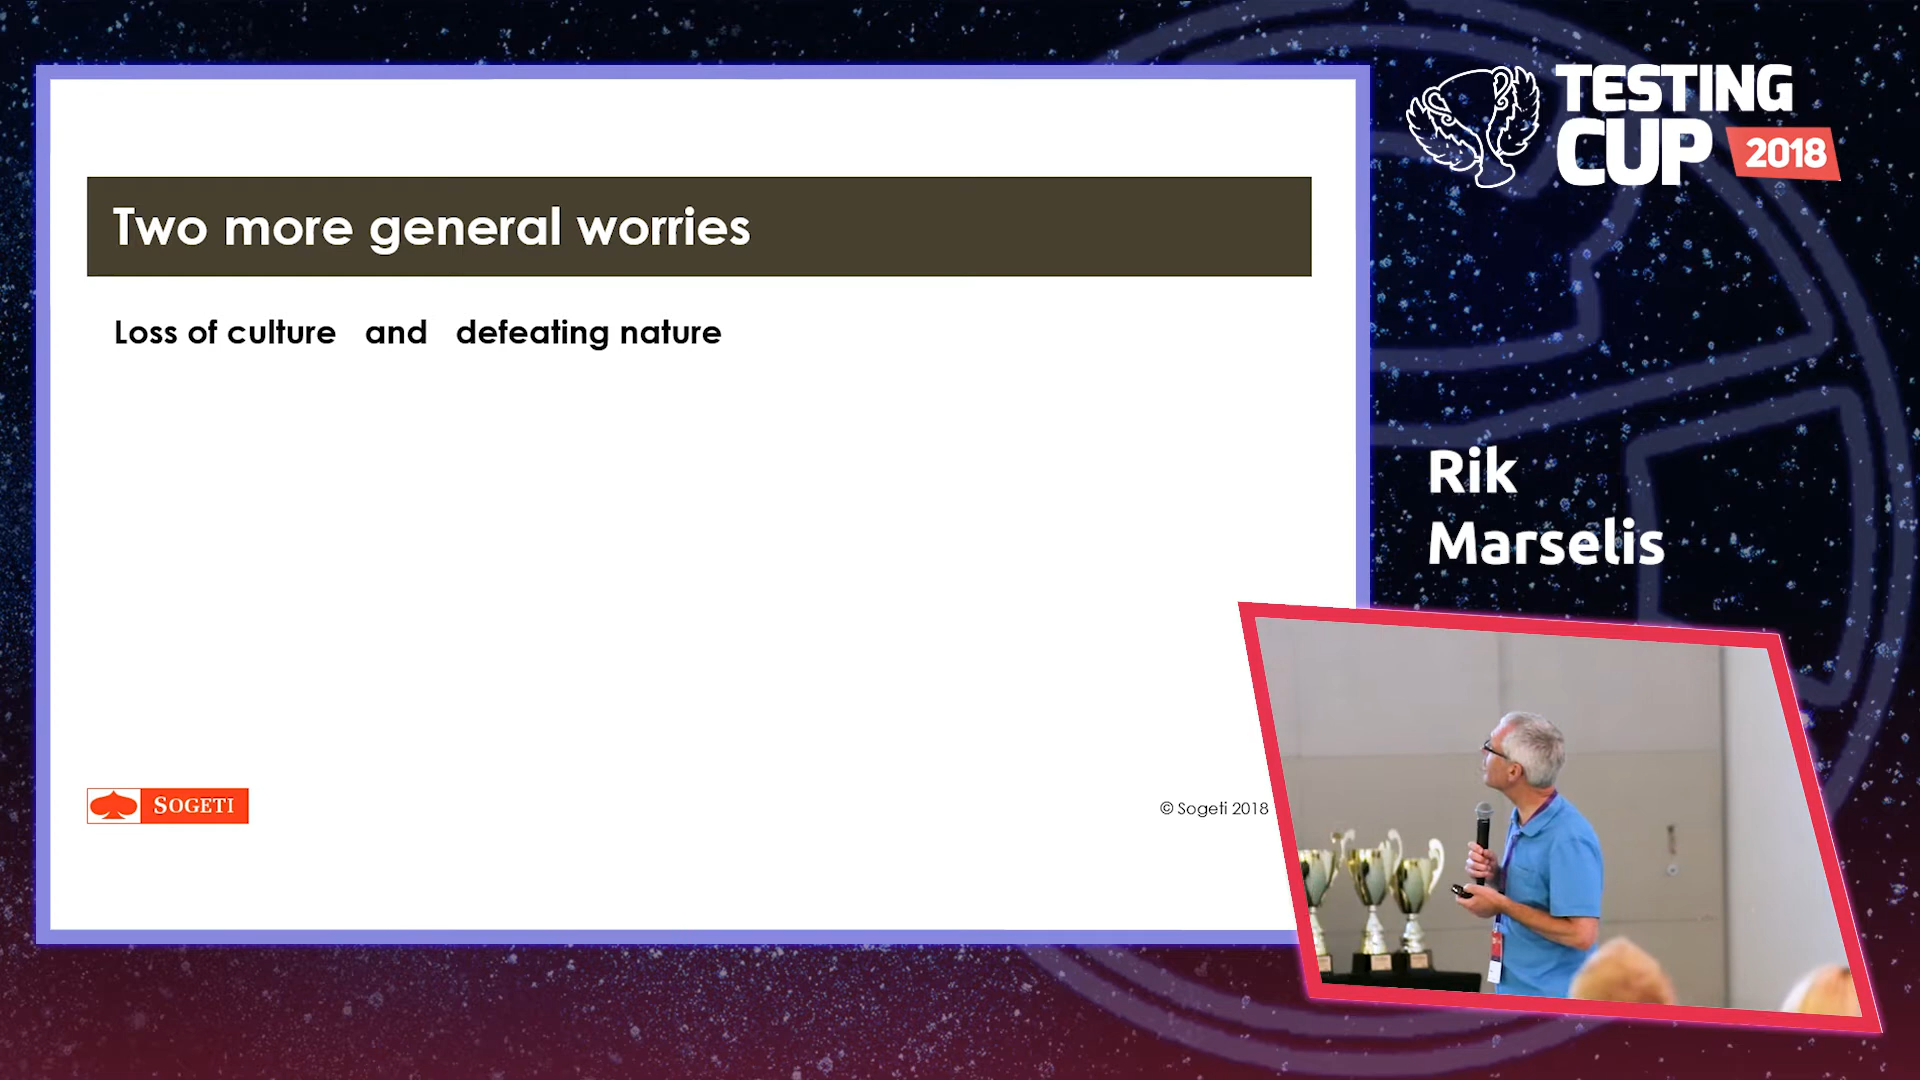 Two more general worries
Loss of culture and defeating nature
SOGETI
© Sogeti 2018
TESTING
CUP 2018
Rik
Marselis